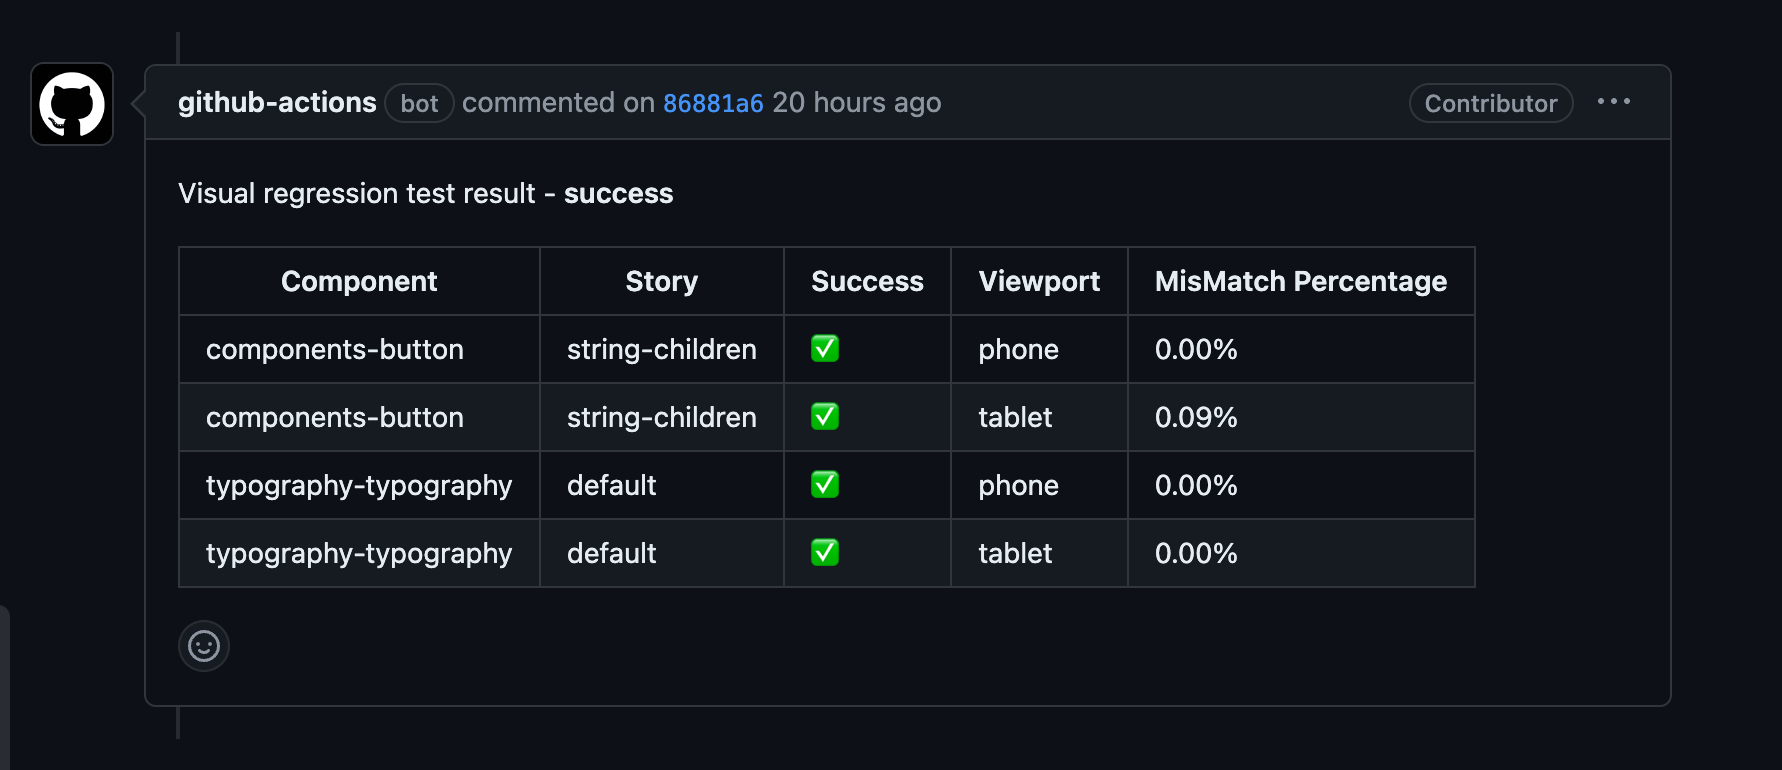 github-actions bot commented on 86881a6 20 hours ago Contributor
Visual regression test result - success
Component Story Success Viewport MisMatch Percentage
components-button string-children ✅ phone 0.00%
components-button string-children ✅ tablet 0.09%
typography-typography default ✅ phone 0.00%
typography-typography default ✅ tablet 0.00%